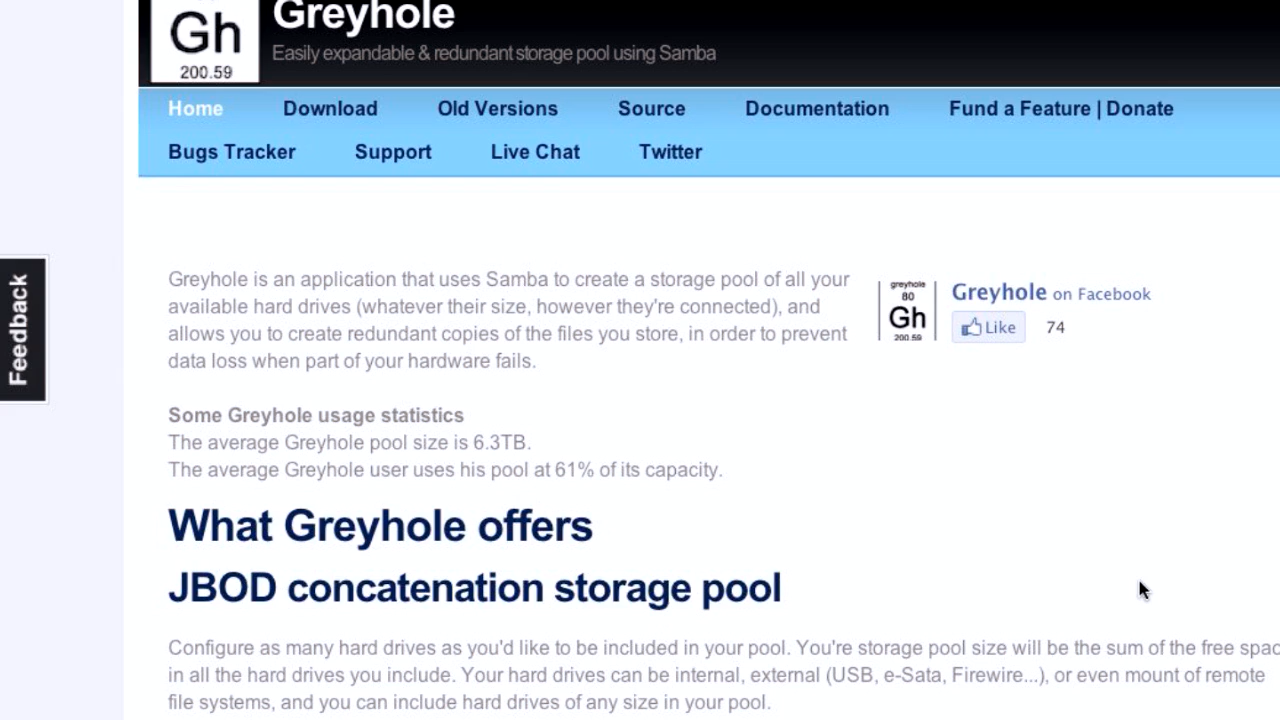 Greyhole
Gh
200.59
Easily expandable & redundant storage pool using Samba
Home Download Old Versions Source Documentation Fund a Feature | Donate
Bugs Tracker Support Live Chat Twitter
Feedback
Greyhole is an application that uses Samba to create a storage pool of all your
available hard drives (whatever their size, however they're connected), and
allows you to create redundant copies of the files you store, in order to prevent
data loss when part of your hardware fails.
greyhole
80
Gh
200.59
Greyhole on Facebook
Like 74
Some Greyhole usage statistics
The average Greyhole pool size is 6.3TB.
The average Greyhole user uses his pool at 61% of its capacity.
What Greyhole offers
JBOD concatenation storage pool
Configure as many hard drives as you'd like to be included in your pool. You're storage pool size will be the sum of the free spac
in all the hard drives you include. Your hard drives can be internal, external (USB, e-Sata, Firewire...), or even mount of remote
file systems, and you can include hard drives of any size in your pool.